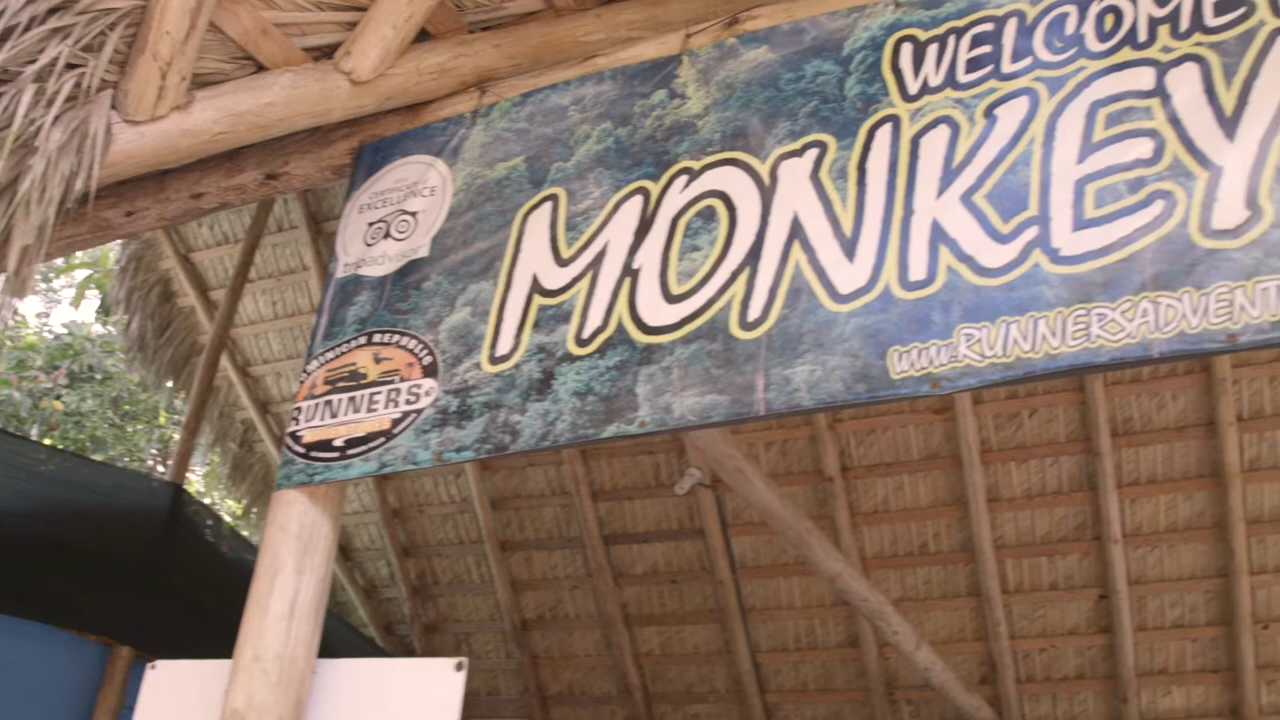 WELCOME
MONKEY
www.RUNNERSADVENT
CERTIFICATE of
EXCELLENCE
tripadvisor
DOMINICAN REPUBLIC
RUNNERS